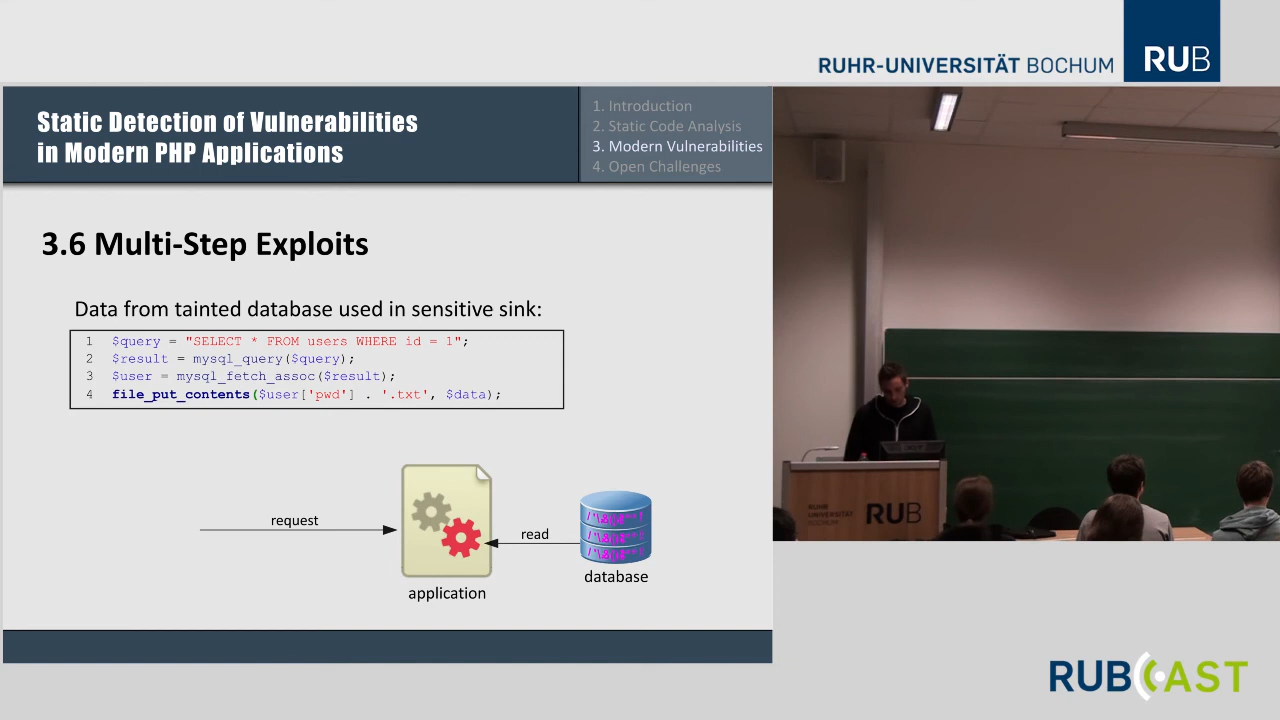 RUHR-UNIVERSITÄT BOCHUM
RUB
Static Detection of Vulnerabilities
in Modern PHP Applications
1. Introduction
2. Static Code Analysis
3. Modern Vulnerabilities
4. Open Challenges
3.6 Multi-Step Exploits
Data from tainted database used in sensitive sink:
1 $query = "SELECT * FROM users WHERE id = 1";
2 $result = mysql_query($query);
3 $user = mysql_fetch_assoc($result);
4 file_put_contents($user['pwd'] . '.txt', $data);
request
read
database
application
RUHR
UNIVERSITÄT
BOCHUM
RUB
RUBCAST